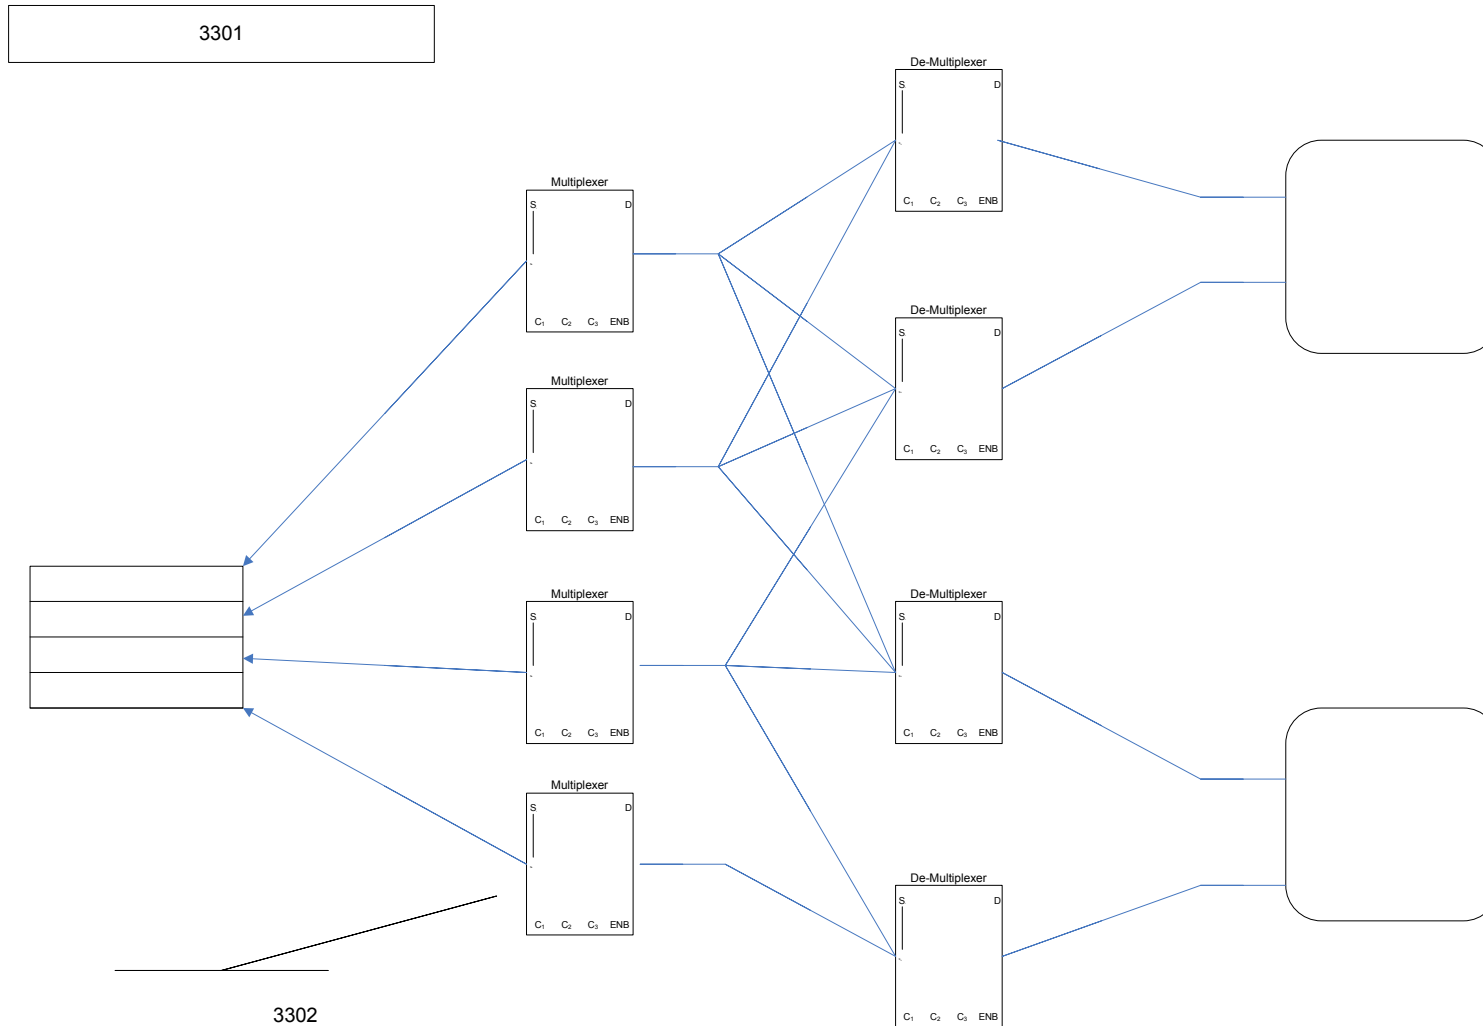 3301
De-Multiplexer
S D
C₁ C₂ C₃ ENB
Multiplexer
S D
C₁ C₂ C₃ ENB
De-Multiplexer
S D
C₁ C₂ C₃ ENB
Multiplexer
S D
C₁ C₂ C₃ ENB
De-Multiplexer
S D
C₁ C₂ C₃ ENB
Multiplexer
S D
C₁ C₂ C₃ ENB
Multiplexer
S D
C₁ C₂ C₃ ENB
De-Multiplexer
S D
C₁ C₂ C₃ ENB
3302